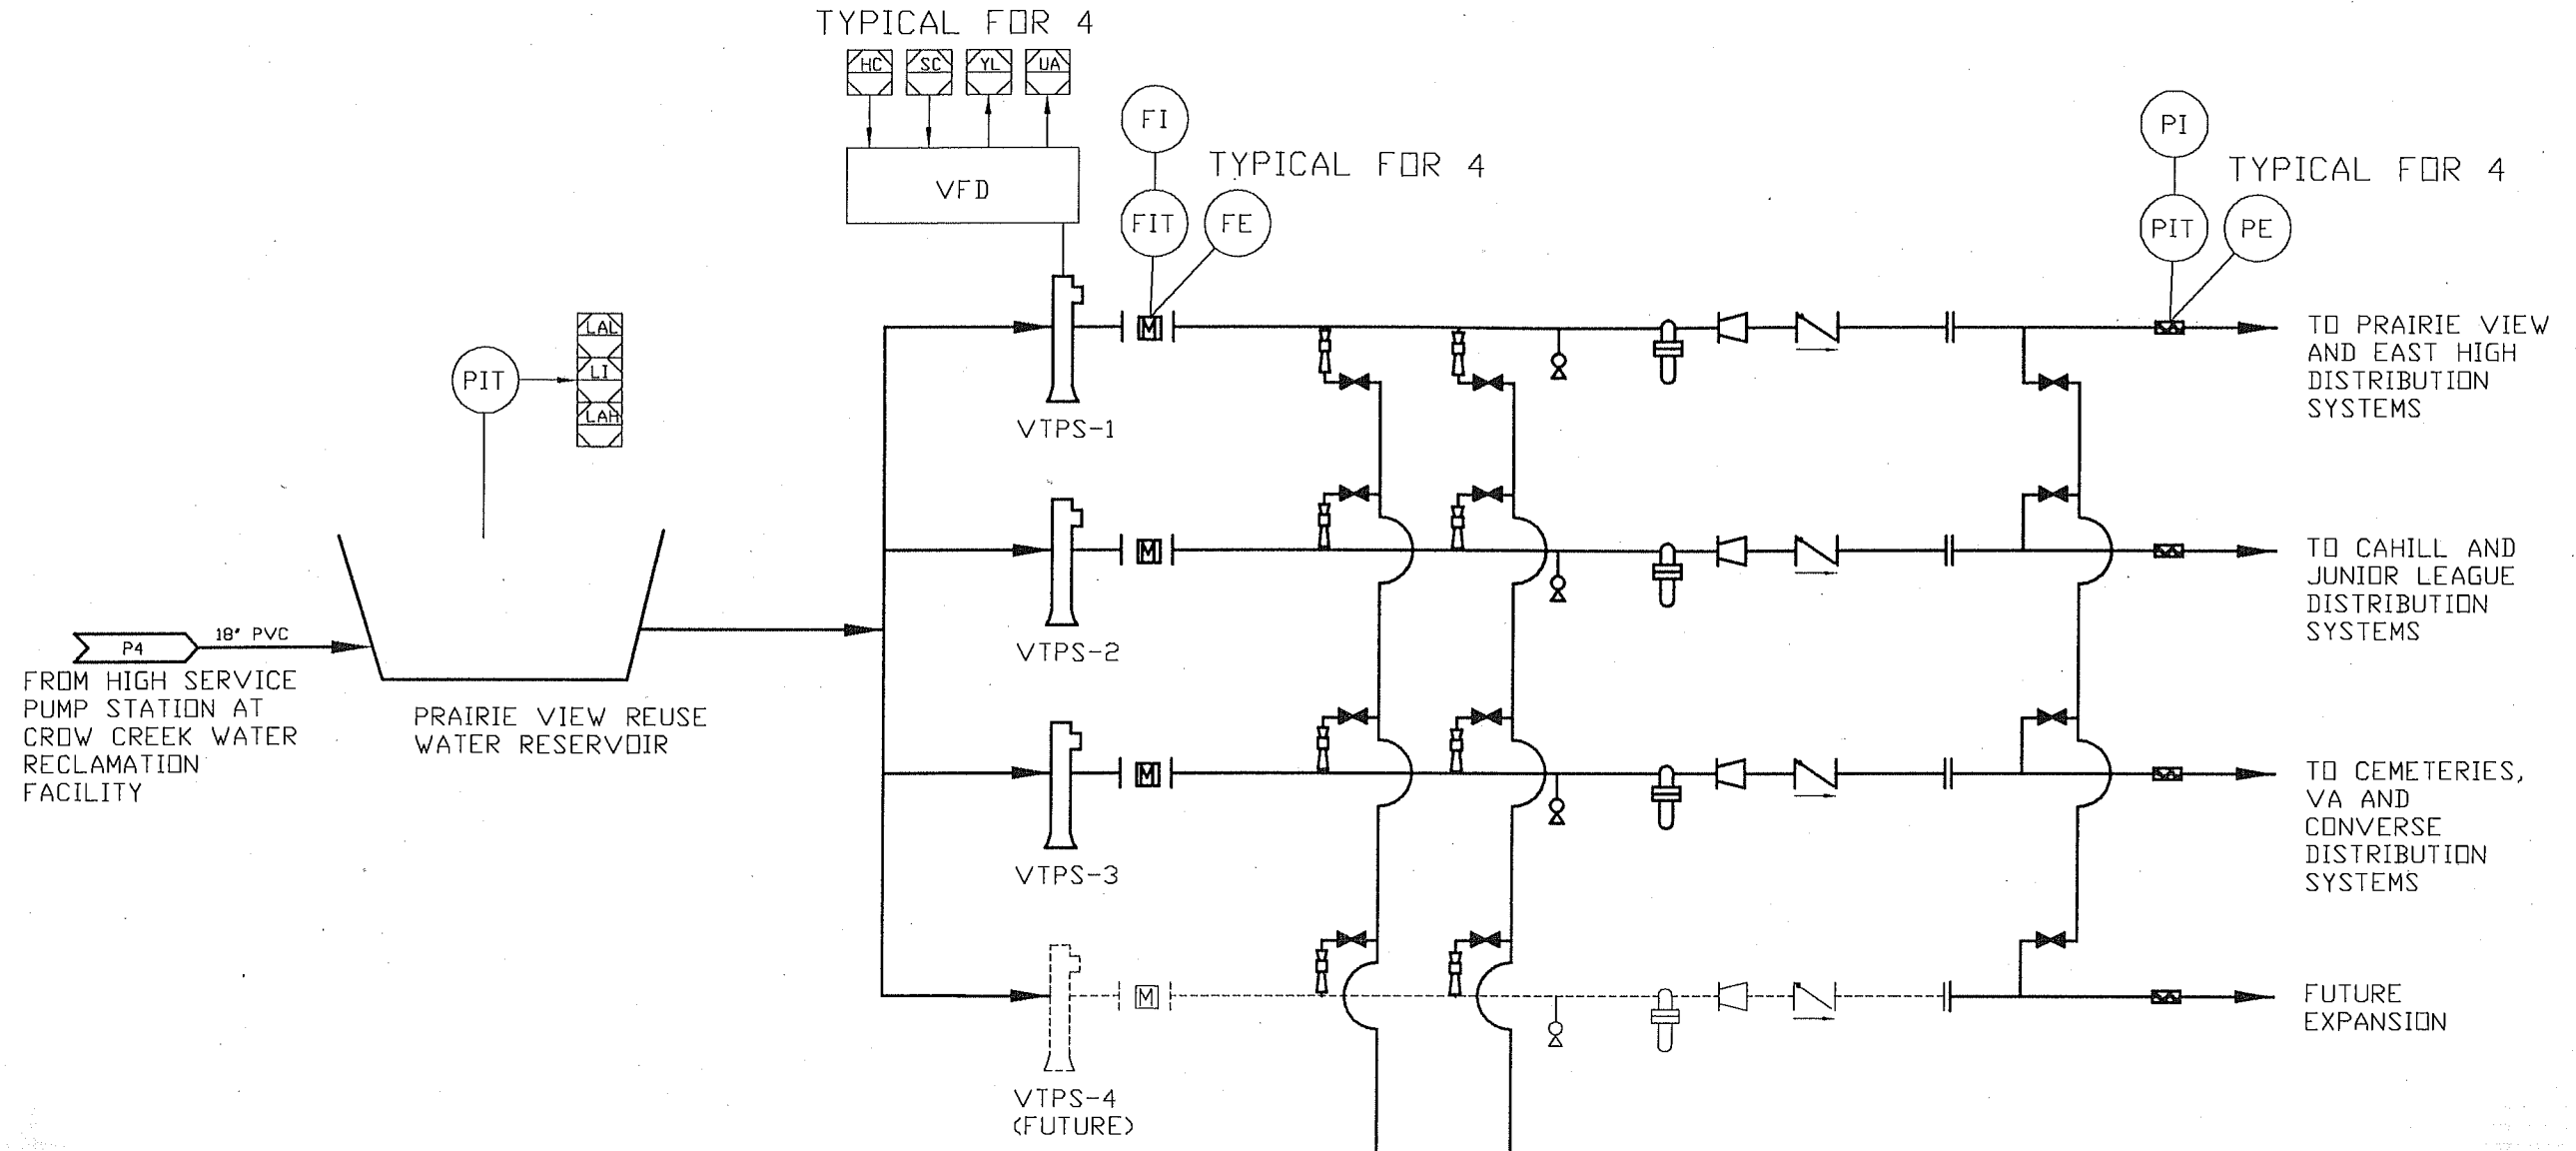 TYPICAL FOR 4
HC
SC
YL
UA
VFD
FI
FIT
FE
TYPICAL FOR 4
PI
PIT
PE
TYPICAL FOR 4
M
VTPS-1
TO PRAIRIE VIEW
AND EAST HIGH
DISTRIBUTION
SYSTEMS
PIT
LAL
LI
LAH
M
VTPS-2
TO CAHILL AND
JUNIOR LEAGUE
DISTRIBUTION
SYSTEMS
P4
18" PVC
FROM HIGH SERVICE
PUMP STATION AT
CROW CREEK WATER
RECLAMATION
FACILITY
PRAIRIE VIEW REUSE
WATER RESERVOIR
M
VTPS-3
TO CEMETERIES,
VA AND
CONVERSE
DISTRIBUTION
SYSTEMS
M
VTPS-4
(FUTURE)
FUTURE
EXPANSION